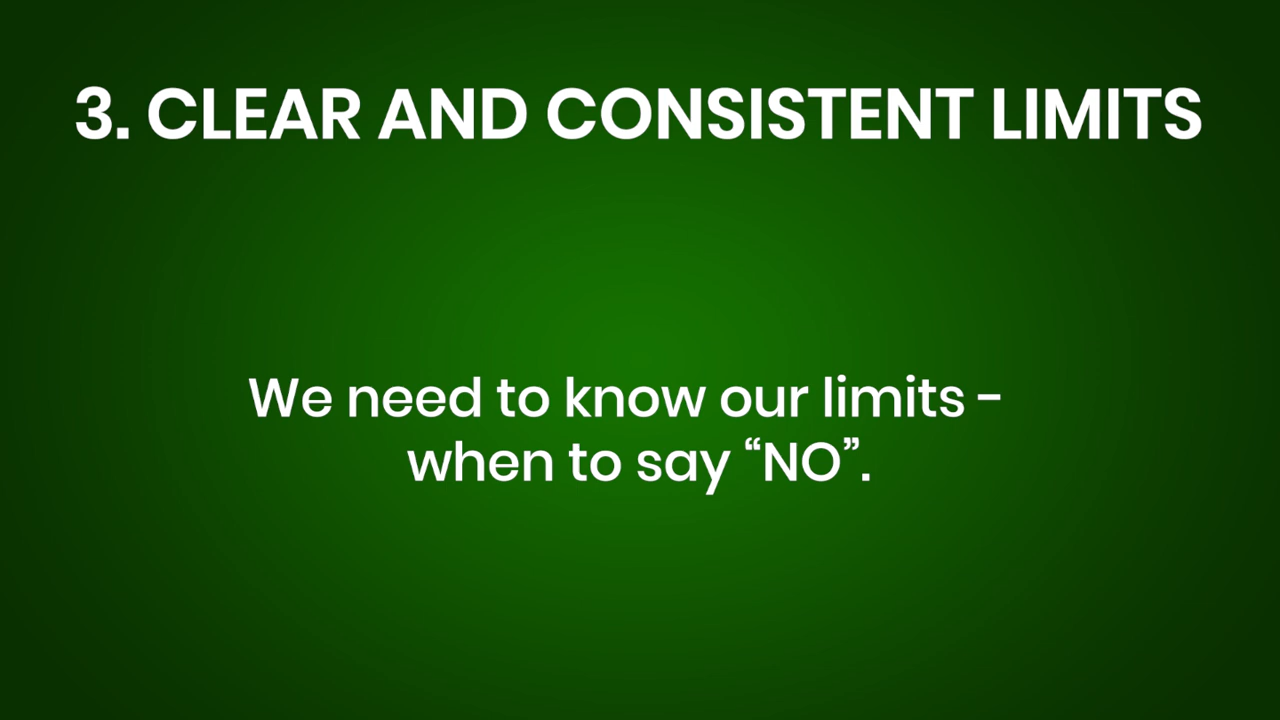 3. CLEAR AND CONSISTENT LIMITS
We need to know our limits -
when to say “NO”.